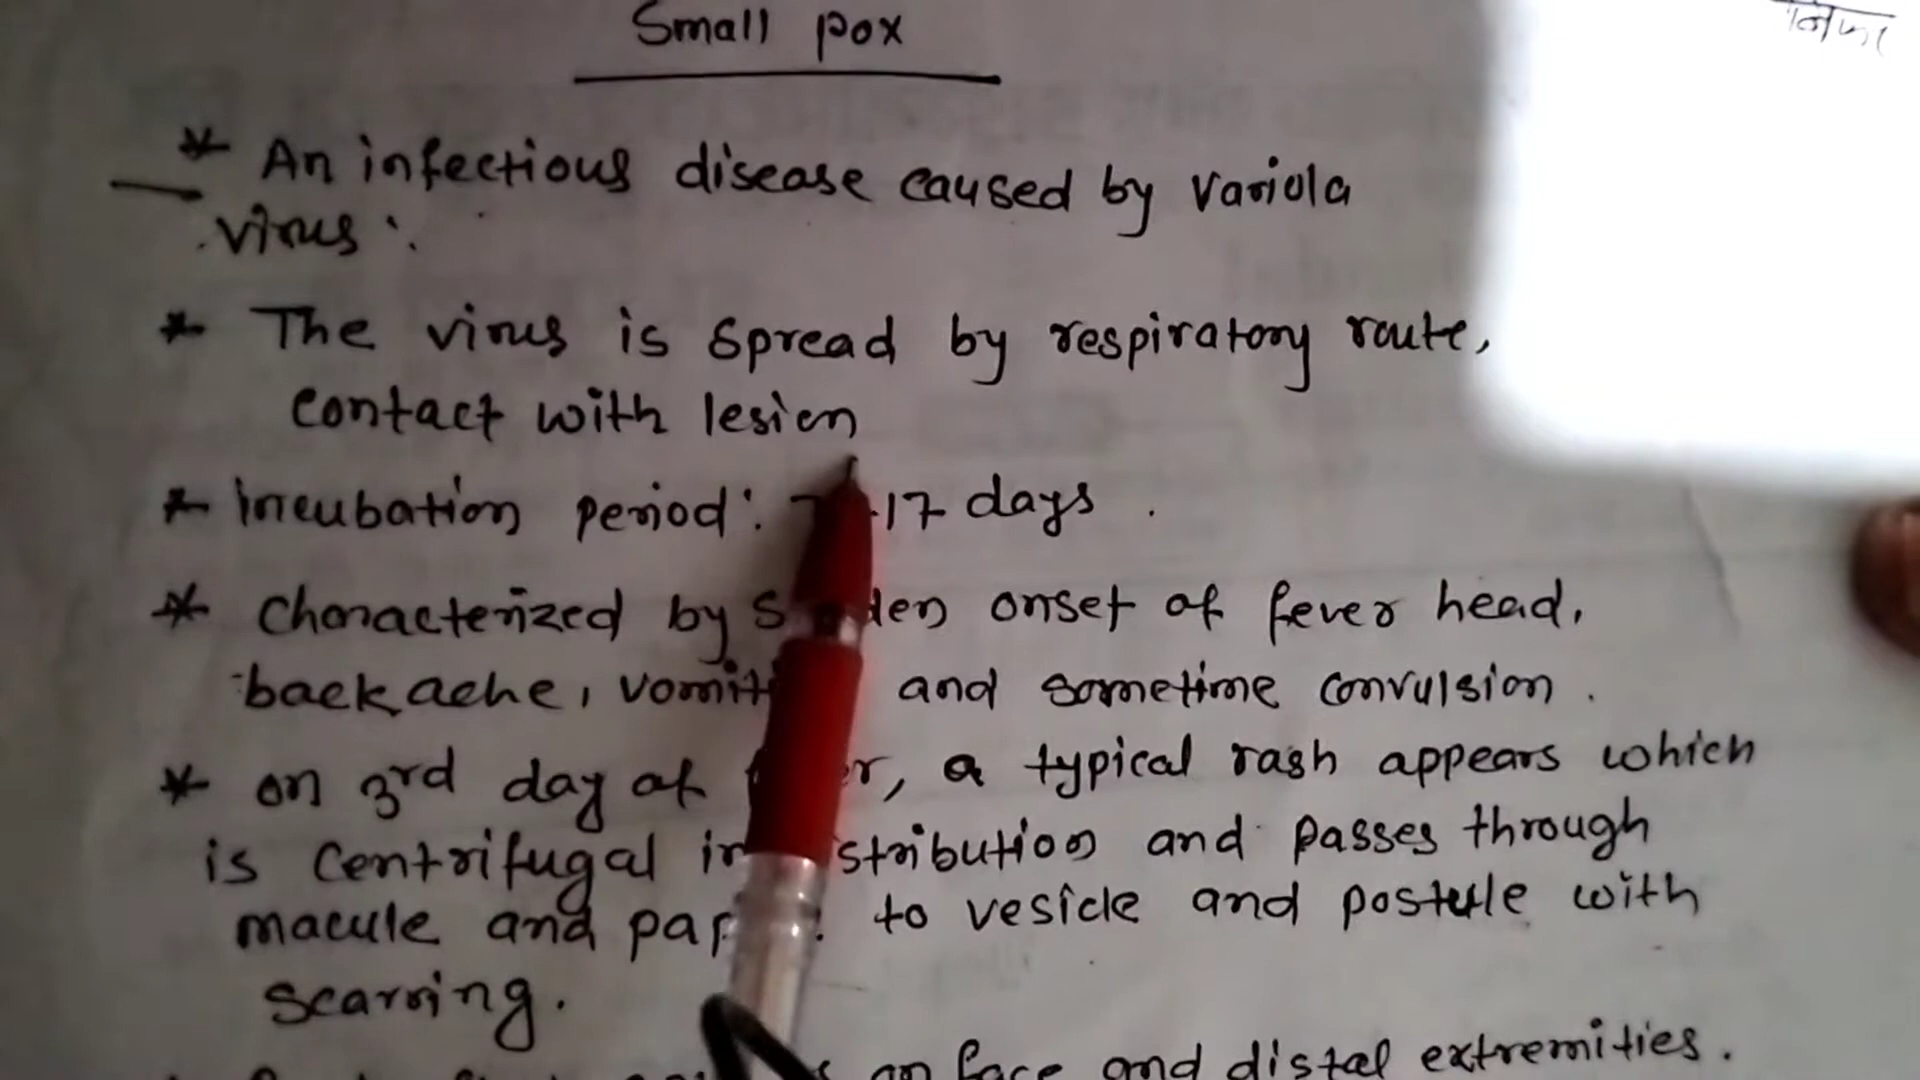 Small pox
* An infectious disease caused by Variola
virus.
* The virus is spread by respiratory route,
contact with lesion
* Incubation period: 17 days.
* Characterized by onset of fever head,
backache, and sometime convulsion.
* on 3rd day of a typical rash appears which
is Centrifugal and passes through
macule and to vesicle and postule with
scarring.
on face and distal extremities.